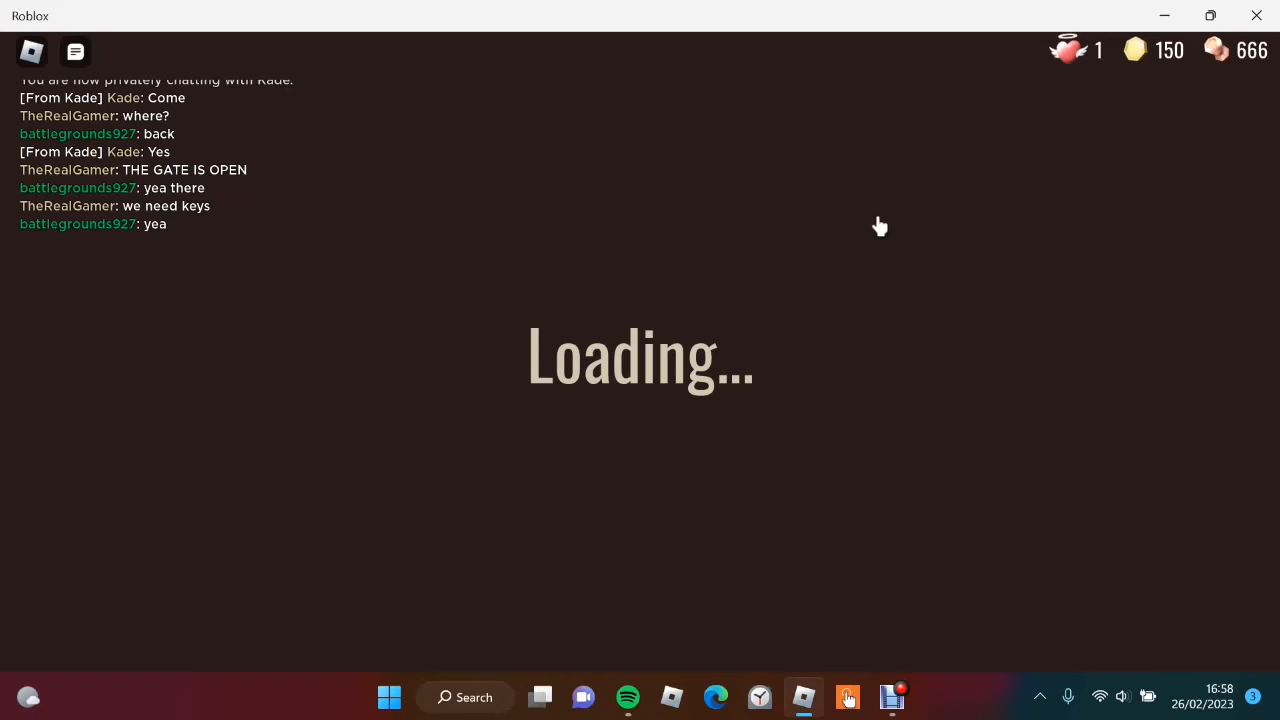 Roblox
1 150 666
You are now privately chatting with Kade.
[From Kade] Kade: Come
TheRealGamer: where?
battlegrounds927: back
[From Kade] Kade: Yes
TheRealGamer: THE GATE IS OPEN
battlegrounds927: yea there
TheRealGamer: we need keys
battlegrounds927: yea
Loading...
Search
16:58
26/02/2023
3